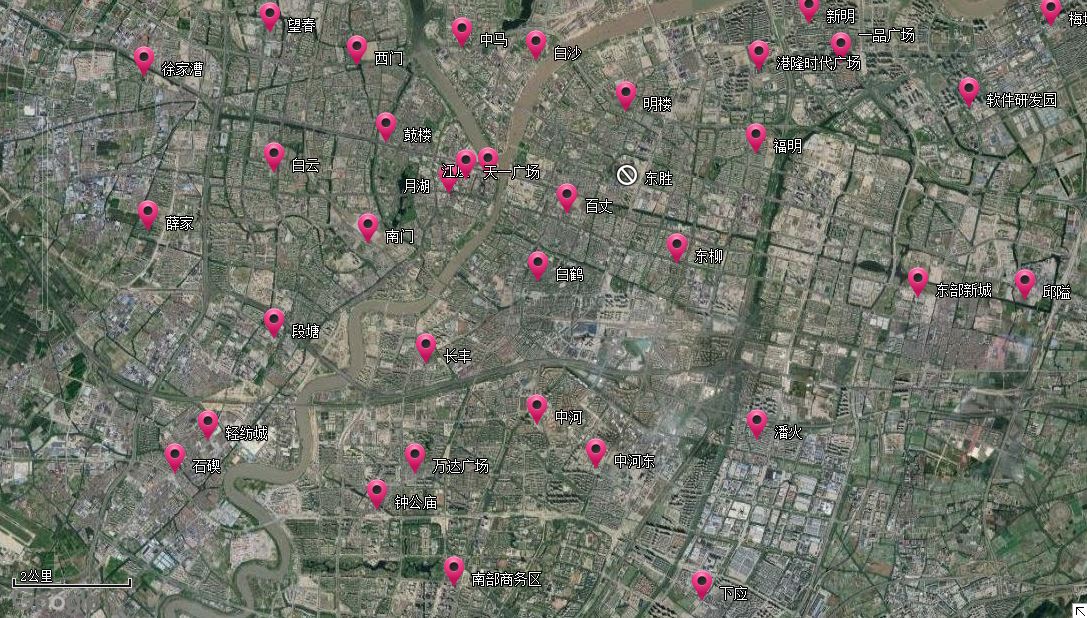 新明
梅墟
望春
一品广场
中马
白沙
西门
港隆时代广场
徐家漕
软件研发园
明楼
鼓楼
福明
白云
江厦
天一广场
东胜
月湖
百丈
薛家
南门
东柳
白鹤
东部新城
邱隘
段塘
长丰
中河
轻纺城
潘火
中河东
石碶
万达广场
钟公庙
2公里
南部商务区
下应